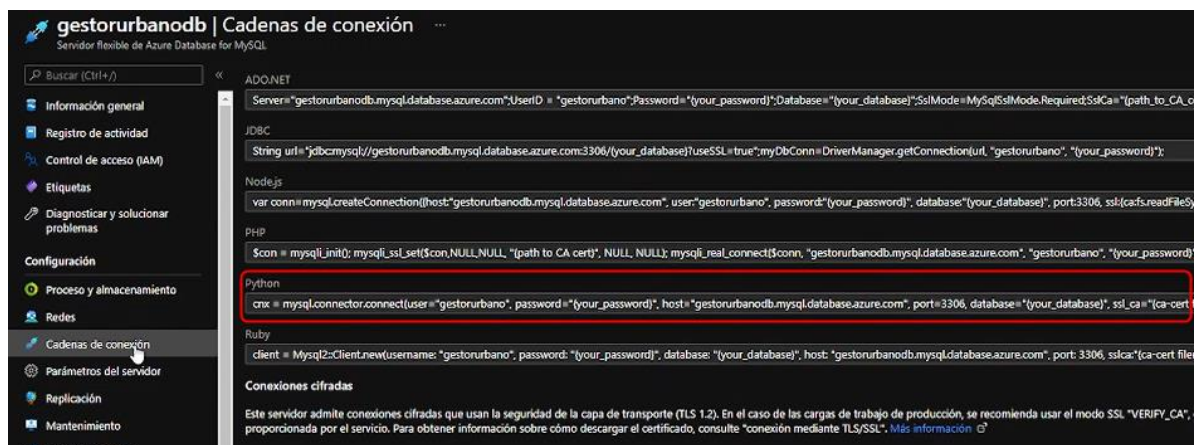 gestorurbanodb | Cadenas de conexión ...
Servidor flexible de Azure Database for MySQL
Buscar (Ctrl+/)
«
Información general
Registro de actividad
Control de acceso (IAM)
Etiquetas
Diagnosticar y solucionar
problemas
Configuración
Proceso y almacenamiento
Redes
Cadenas de conexión
Parámetros del servidor
Replicación
Mantenimiento
ADO.NET
Server="gestorurbanodb.mysql.database.azure.com";UserID = "gestorurbano";Password="{your_password}";Database="{your_database}";SslMode=MySqlSslMode.Required;SslCa="{path_to_CA_c
JDBC
String url="jdbc:mysql://gestorurbanodb.mysql.database.azure.com:3306/{your_database}?useSSL=true";myDbConn=DriverManager.getConnection(url, "gestorurbano", "{your_password}");
Node.js
var conn=mysql.createConnection({host:"gestorurbanodb.mysql.database.azure.com", user:"gestorurbano", password:"{your_password}", database:"{your_database}", port:3306, ssl:{ca:fs.readFileSy
PHP
$con = mysqli_init(); mysqli_ssl_set($con,NULL,NULL, "{path to CA cert}", NULL, NULL); mysqli_real_connect($conn, "gestorurbanodb.mysql.database.azure.com", "gestorurbano", "{your_password}"
Python
cnx = mysql.connector.connect(user="gestorurbano", password="{your_password}", host="gestorurbanodb.mysql.database.azure.com", port=3306, database="{your_database}", ssl_ca="{ca-cert f
Ruby
client = Mysql2::Client.new(username: "gestorurbano", password: "{your_password}", database: "{your_database}", host: "gestorurbanodb.mysql.database.azure.com", port: 3306, sslca:"{ca-cert filen
Conexiones cifradas
Este servidor admite conexiones cifradas que usan la seguridad de la capa de transporte (TLS 1.2). En el caso de las cargas de trabajo de producción, se recomienda usar el modo SSL "VERIFY_CA",
proporcionada por el servicio. Para obtener información sobre cómo descargar el certificado, consulte "conexión mediante TLS/SSL". Más información